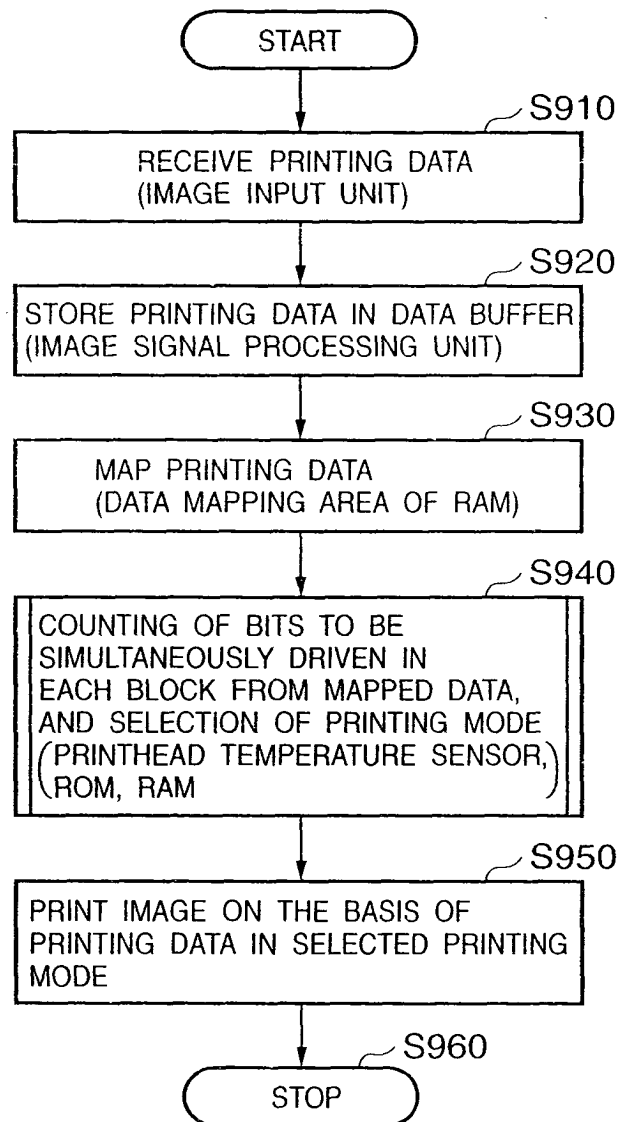 START
S910
RECEIVE PRINTING DATA
(IMAGE INPUT UNIT)
S920
STORE PRINTING DATA IN DATA BUFFER
(IMAGE SIGNAL PROCESSING UNIT)
S930
MAP PRINTING DATA
(DATA MAPPING AREA OF RAM)
S940
COUNTING OF BITS TO BE
SIMULTANEOUSLY DRIVEN IN
EACH BLOCK FROM MAPPED DATA,
AND SELECTION OF PRINTING MODE
(PRINTHEAD TEMPERATURE SENSOR,
ROM, RAM)
S950
PRINT IMAGE ON THE BASIS OF
PRINTING DATA IN SELECTED PRINTING
MODE
S960
STOP